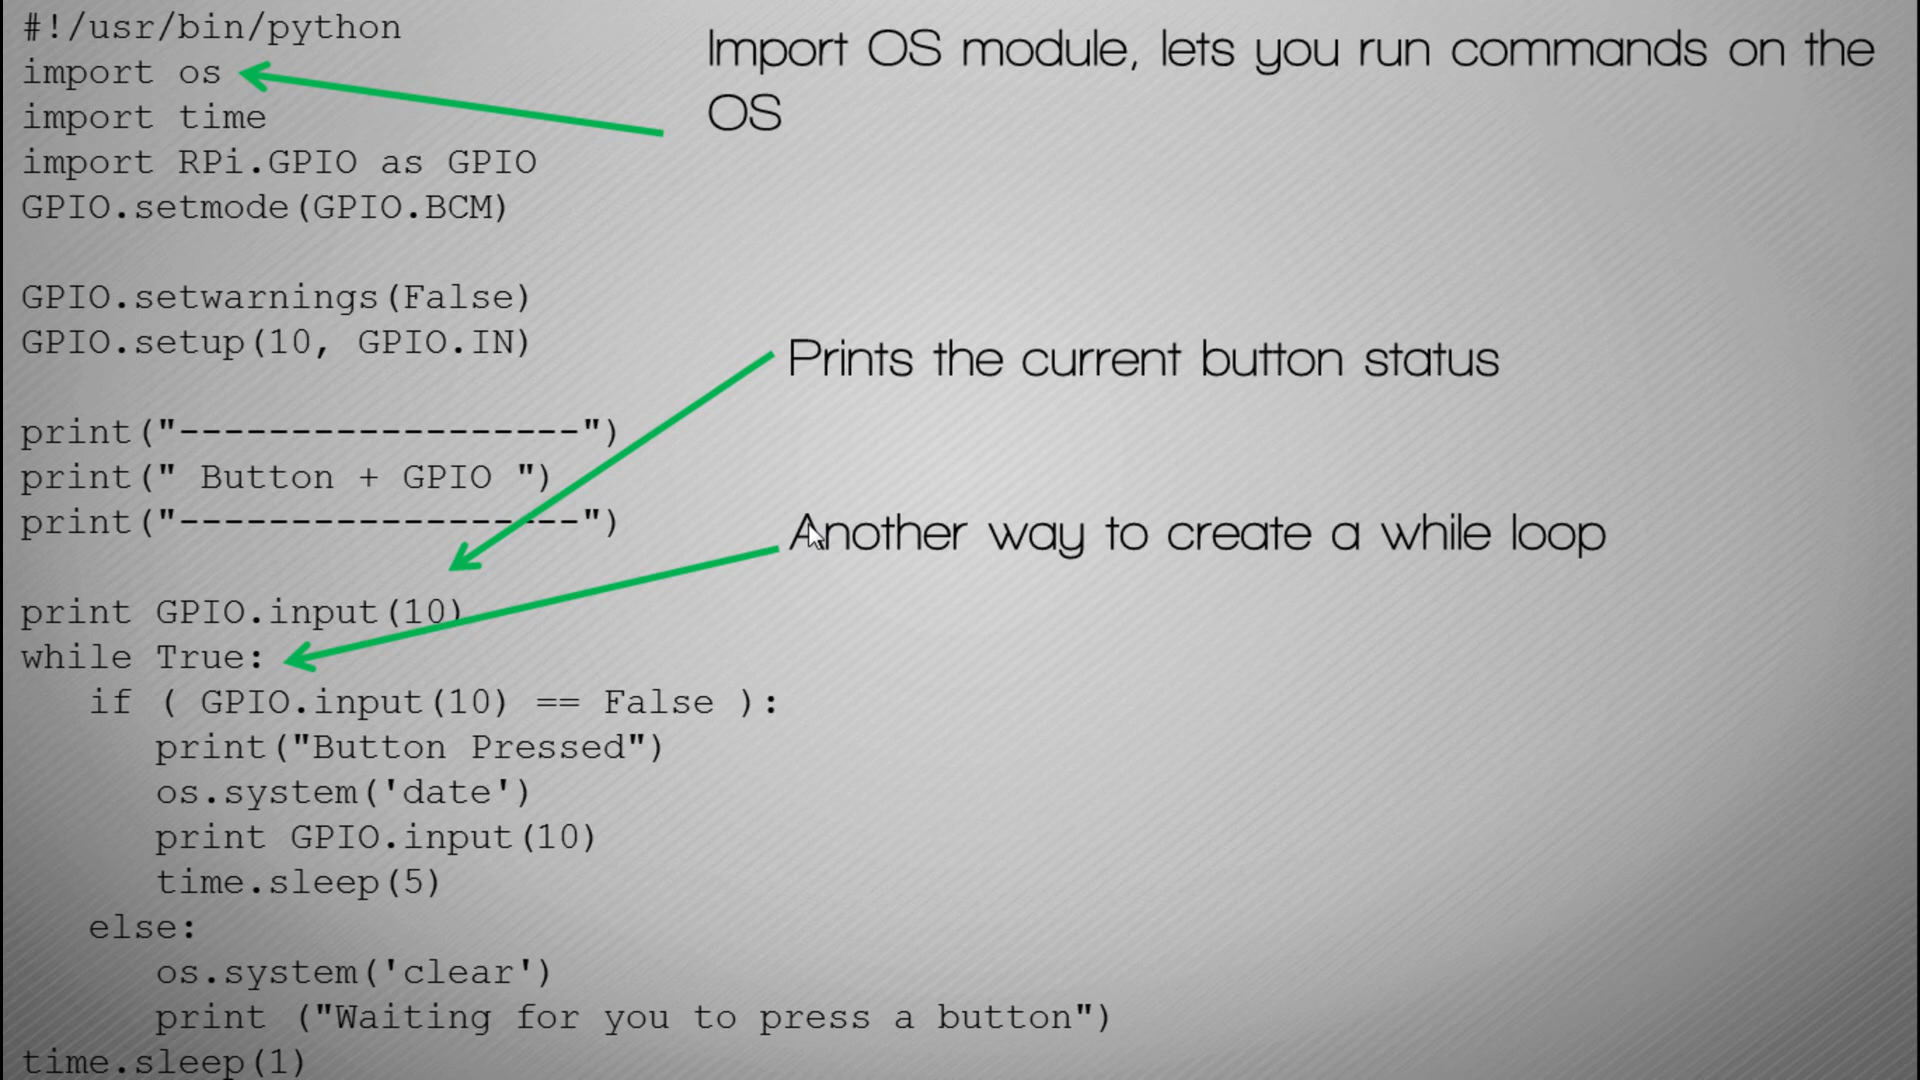 #!/usr/bin/python
import os
import time
import RPi.GPIO as GPIO
GPIO.setmode(GPIO.BCM)
GPIO.setwarnings(False)
GPIO.setup(10, GPIO.IN)
print("------------------")
print(" Button + GPIO ")
print("------------------")
print GPIO.input(10)
while True:
   if ( GPIO.input(10) == False ):
      print("Button Pressed")
      os.system('date')
      print GPIO.input(10)
      time.sleep(5)
   else:
      os.system('clear')
      print ("Waiting for you to press a button")
time.sleep(1)
Import OS module, lets you run commands on the
OS
Prints the current button status
Another way to create a while loop